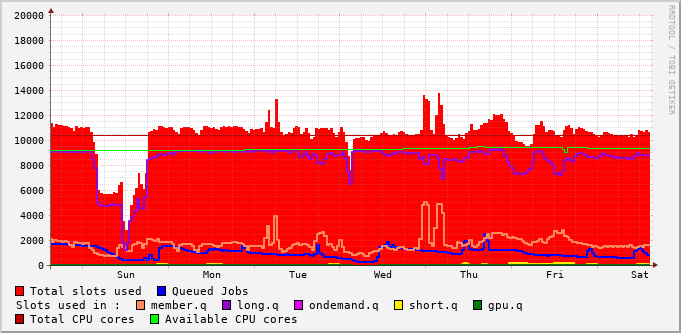 RRDTOOL / TOBI OETIKER
20000
18000
16000
14000
12000
10000
8000
6000
4000
2000
0
Sun Mon Tue Wed Thu Fri Sat
Total slots used Queued Jobs
Slots used in : member.q long.q ondemand.q short.q gpu.q
Total CPU cores Available CPU cores